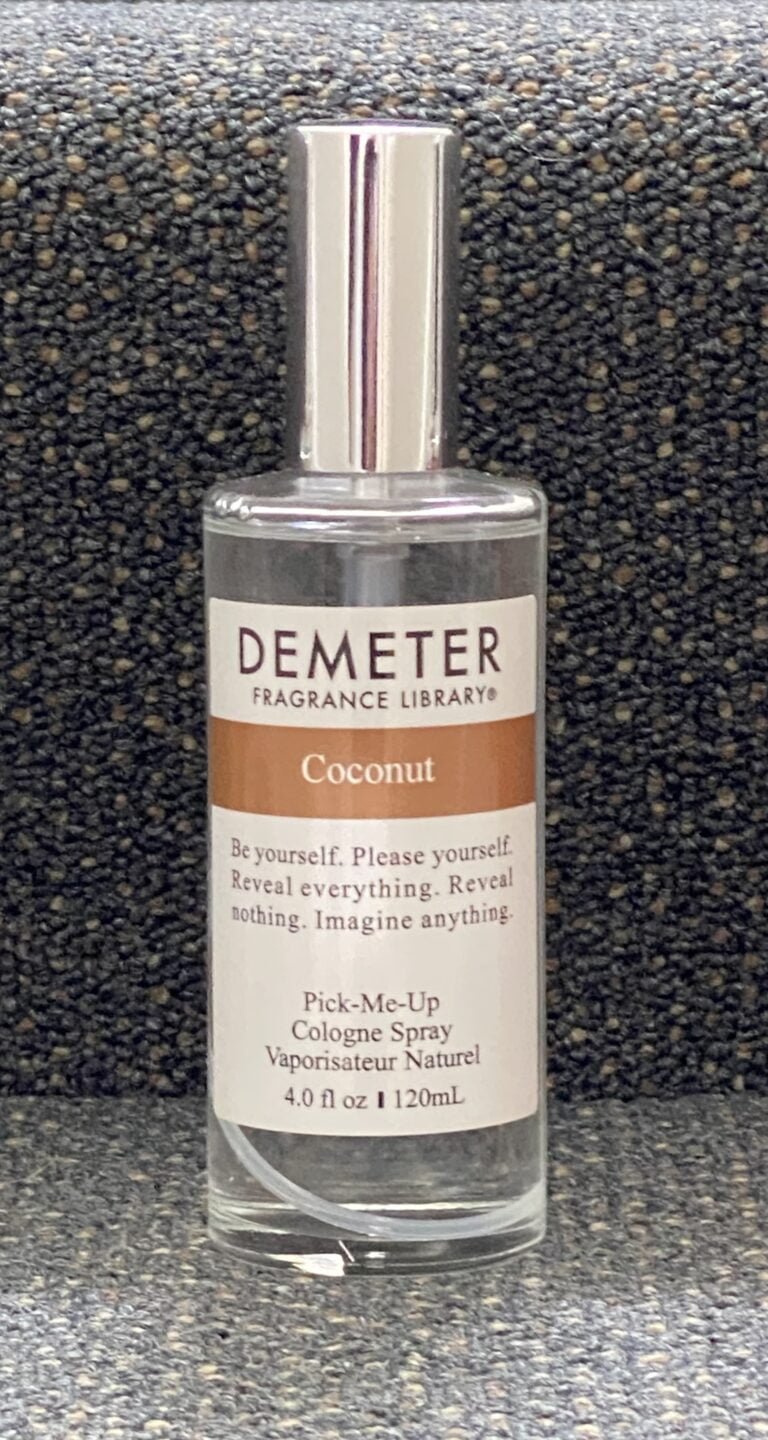 DEMETER
FRAGRANCE LIBRARY®
Coconut
Be yourself. Please yourself.
Reveal everything. Reveal
nothing. Imagine anything.
Pick-Me-Up
Cologne Spray
Vaporisateur Naturel
4.0 fl oz I 120mL